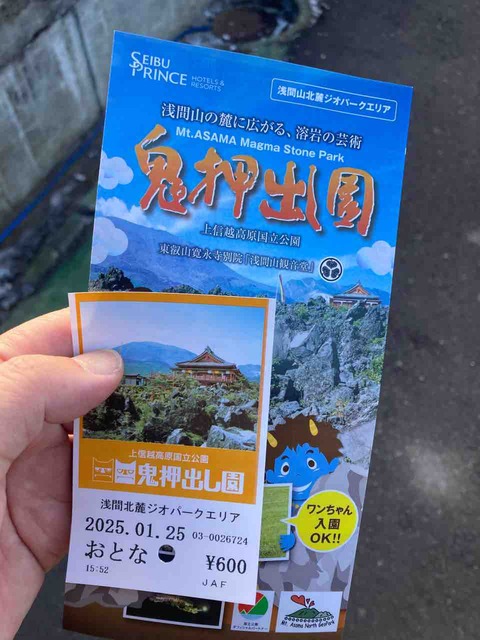 SEIBU
PRINCE
HOTELS &
RESORTS
浅間山北麓ジオパークエリア
浅間山の麓に広がる、溶岩の芸術
Mt.ASAMA Magma Stone Park
鬼押出し園
上信越高原国立公園
東叡山寛永寺別院「浅間山観音堂」
ワンちゃん
入園
OK!!
Mt. Asama North GeoPark
上信越高原国立公園
鬼押出し園
浅間北麓ジオパークエリア
2025.01.25 03-0026724
おとな ¥600
15:52 JAF